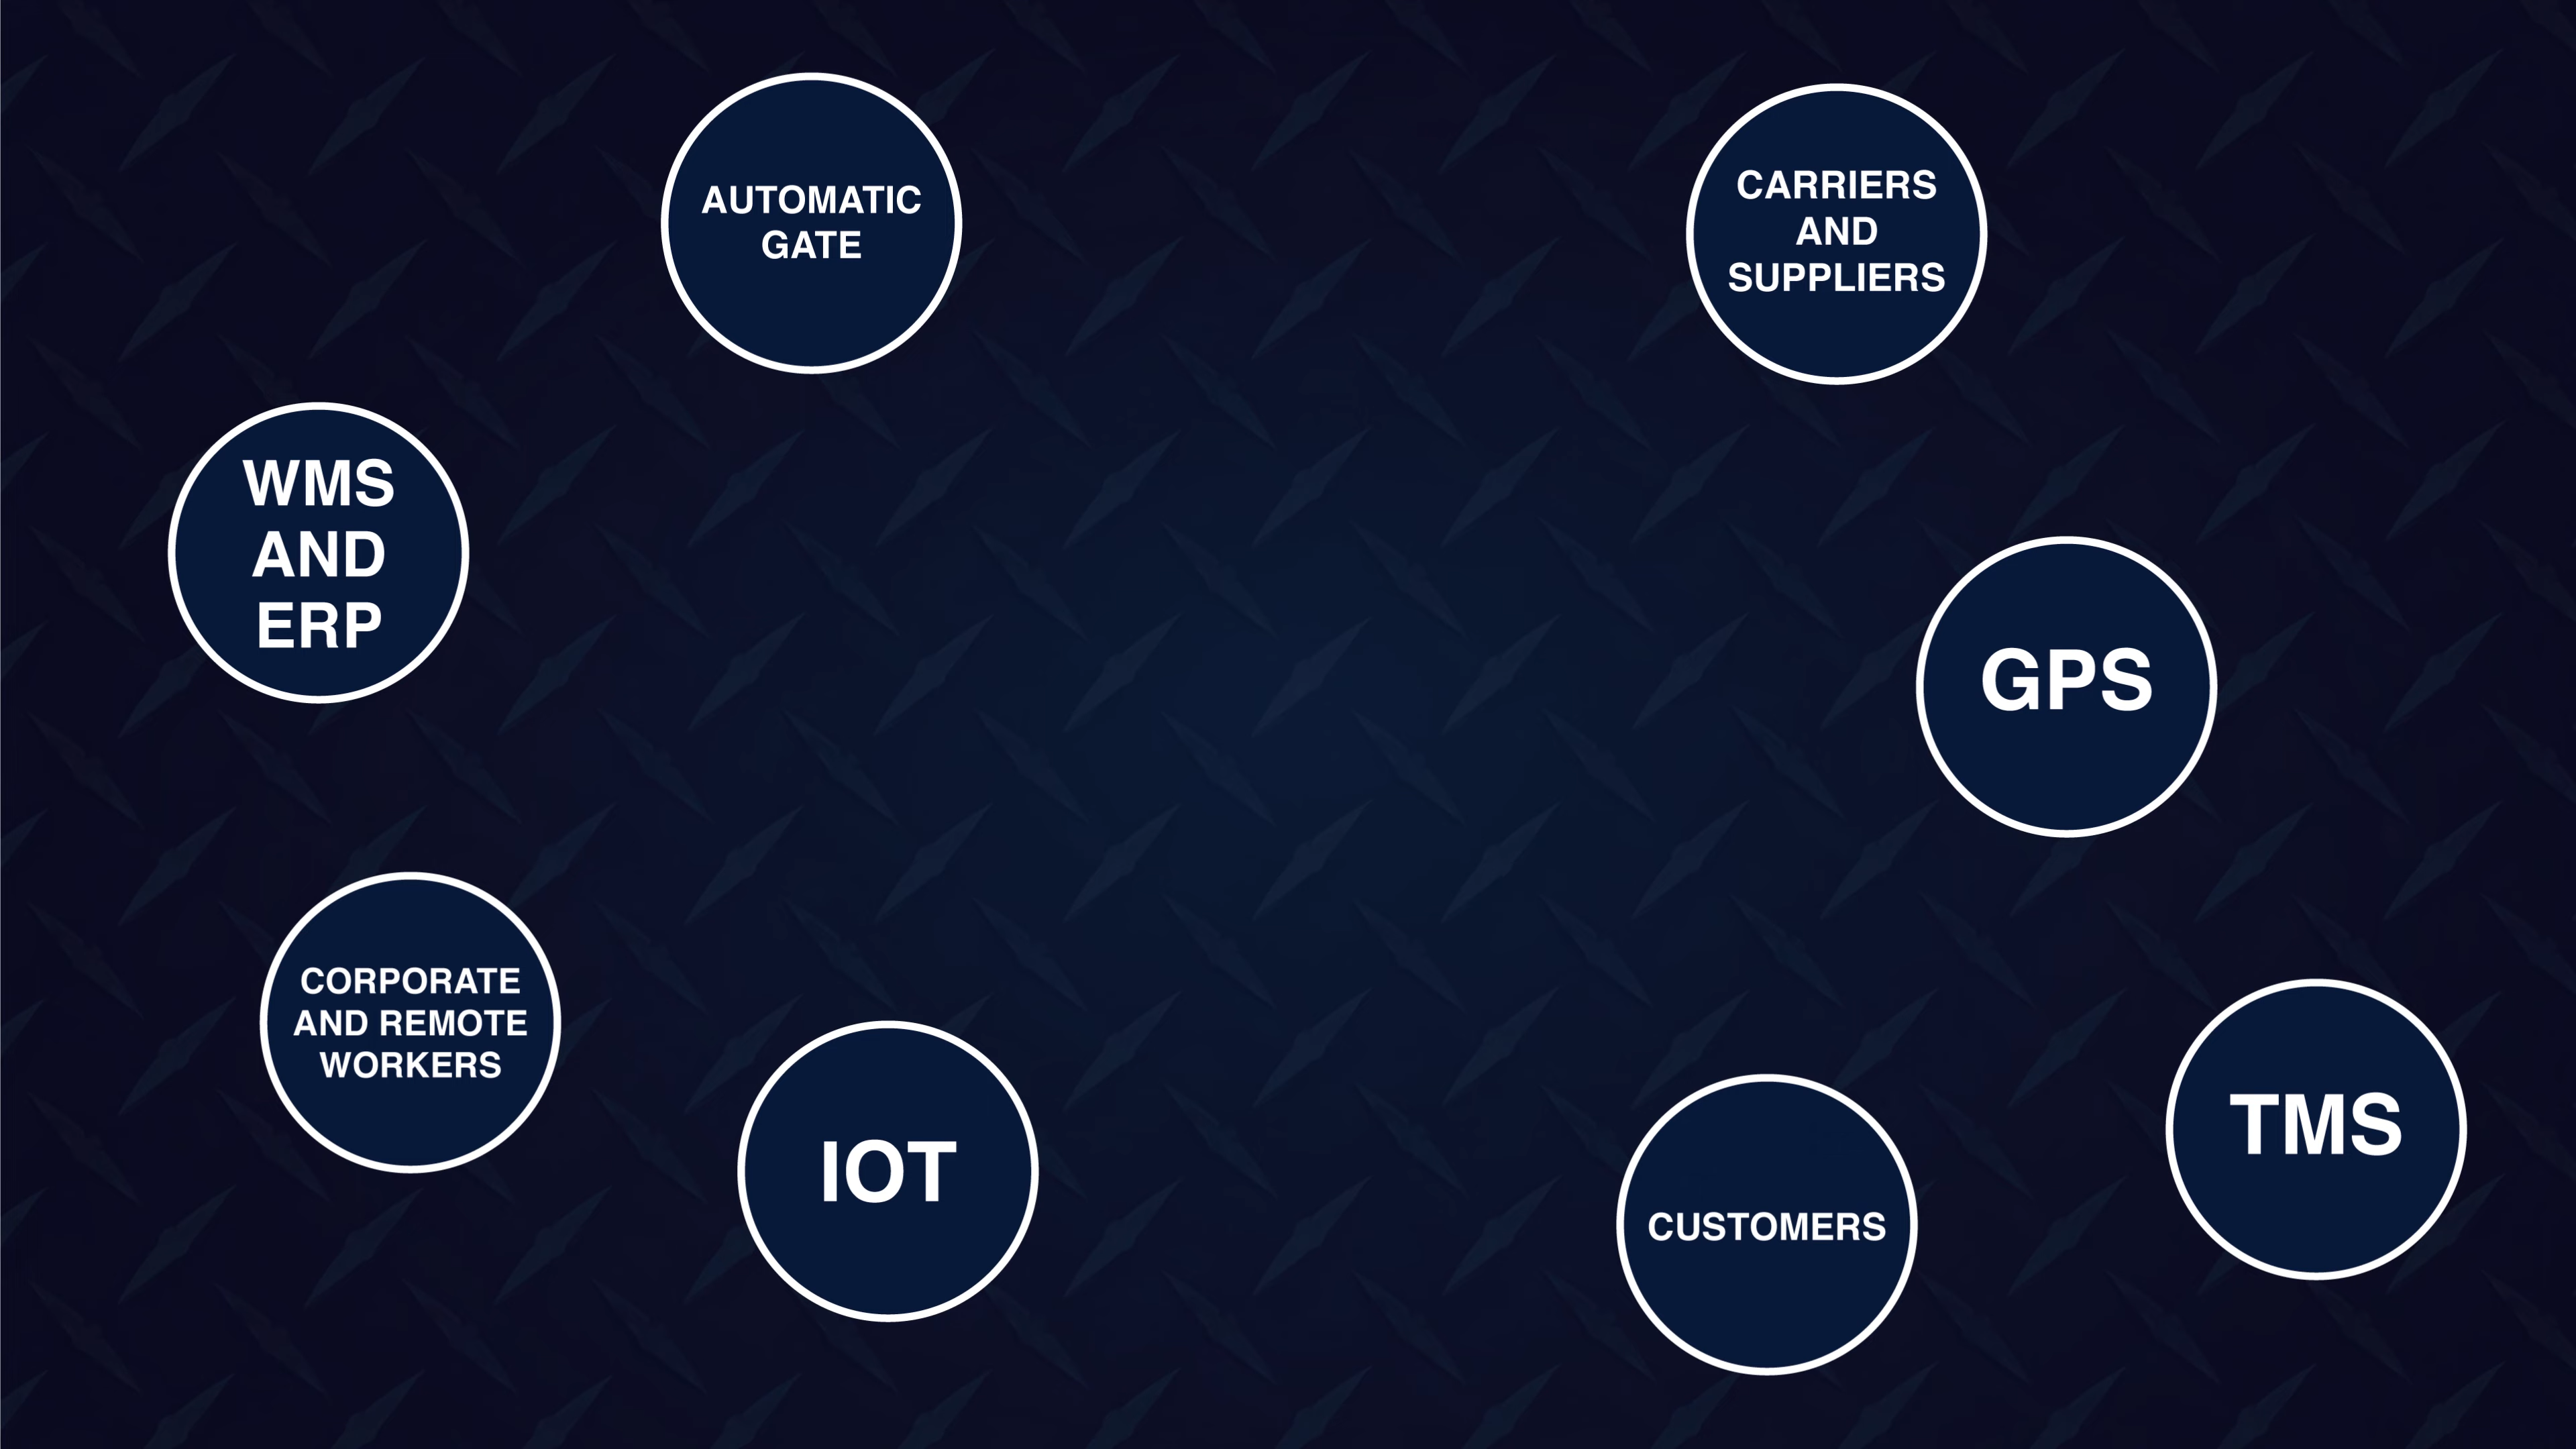 AUTOMATIC
GATE
CARRIERS
AND
SUPPLIERS
WMS
AND
ERP
GPS
CORPORATE
AND REMOTE
WORKERS
IOT
CUSTOMERS
TMS